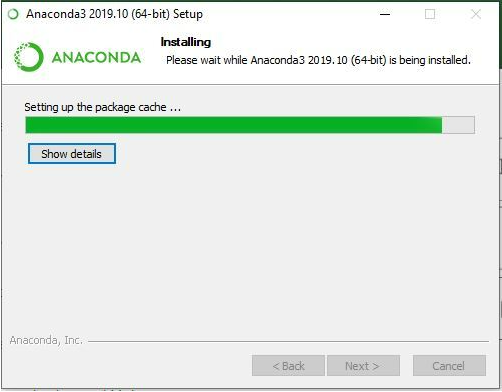 Anaconda3 2019.10 (64-bit) Setup
ANACONDA
Installing
Please wait while Anaconda3 2019.10 (64-bit) is being installed.
Setting up the package cache ...
Show details
Anaconda, Inc.
< Back
Next >
Cancel